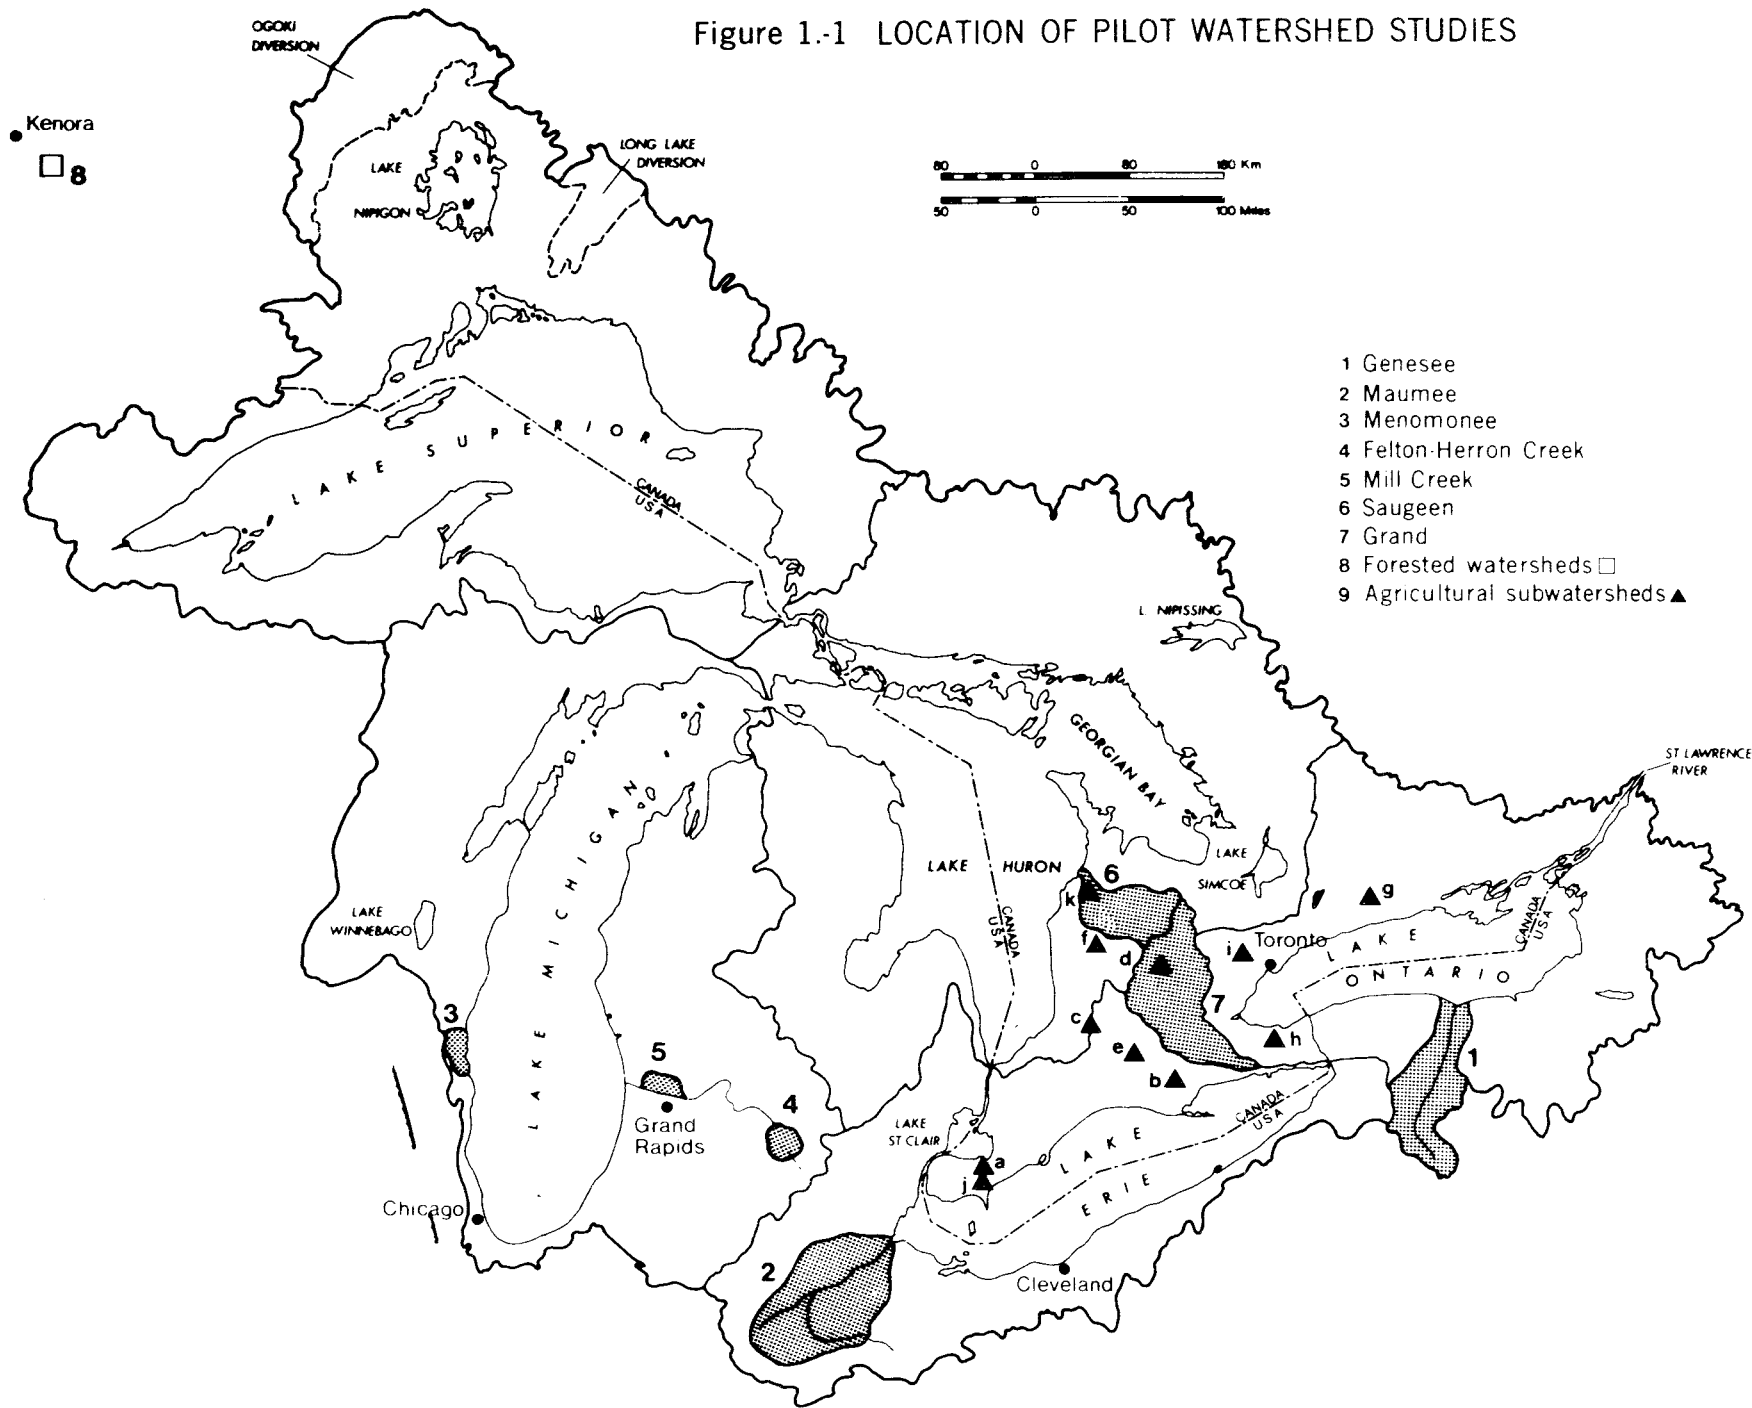 Figure 1.-1 LOCATION OF PILOT WATERSHED STUDIES
OGOKI
DIVERSION
Kenora
8
LAKE
NIPIGON
LONG LAKE
DIVERSION
80 0 80 160 Km
50 0 50 100 Miles
1 Genesee
2 Maumee
3 Menomonee
4 Felton-Herron Creek
5 Mill Creek
6 Saugeen
7 Grand
8 Forested watersheds □
9 Agricultural subwatersheds ▲
LAKE SUPERIOR
CANADA
USA
L. NIPISSING
GEORGIAN BAY
ST LAWRENCE
RIVER
LAKE MICHIGAN
LAKE HURON
CANADA
USA
LAKE
SIMCOE
LAKE
WINNEBAGO
6
k
f
d
g
i
Toronto
LAKE
ONTARIO
CANADA
USA
7
c
e
b
h
1
3
5
Grand
Rapids
4
LAKE
ST CLAIR
a
j
LAKE
ERIE
CANADA
USA
Chicago
2
Cleveland